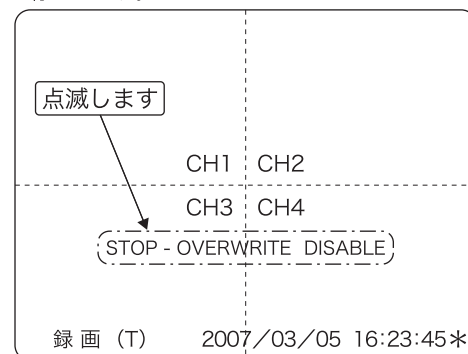 点滅します
CH1 CH2
CH3 CH4
STOP - OVERWRITE DISABLE
録画 (T) 2007/03/05 16:23:45*